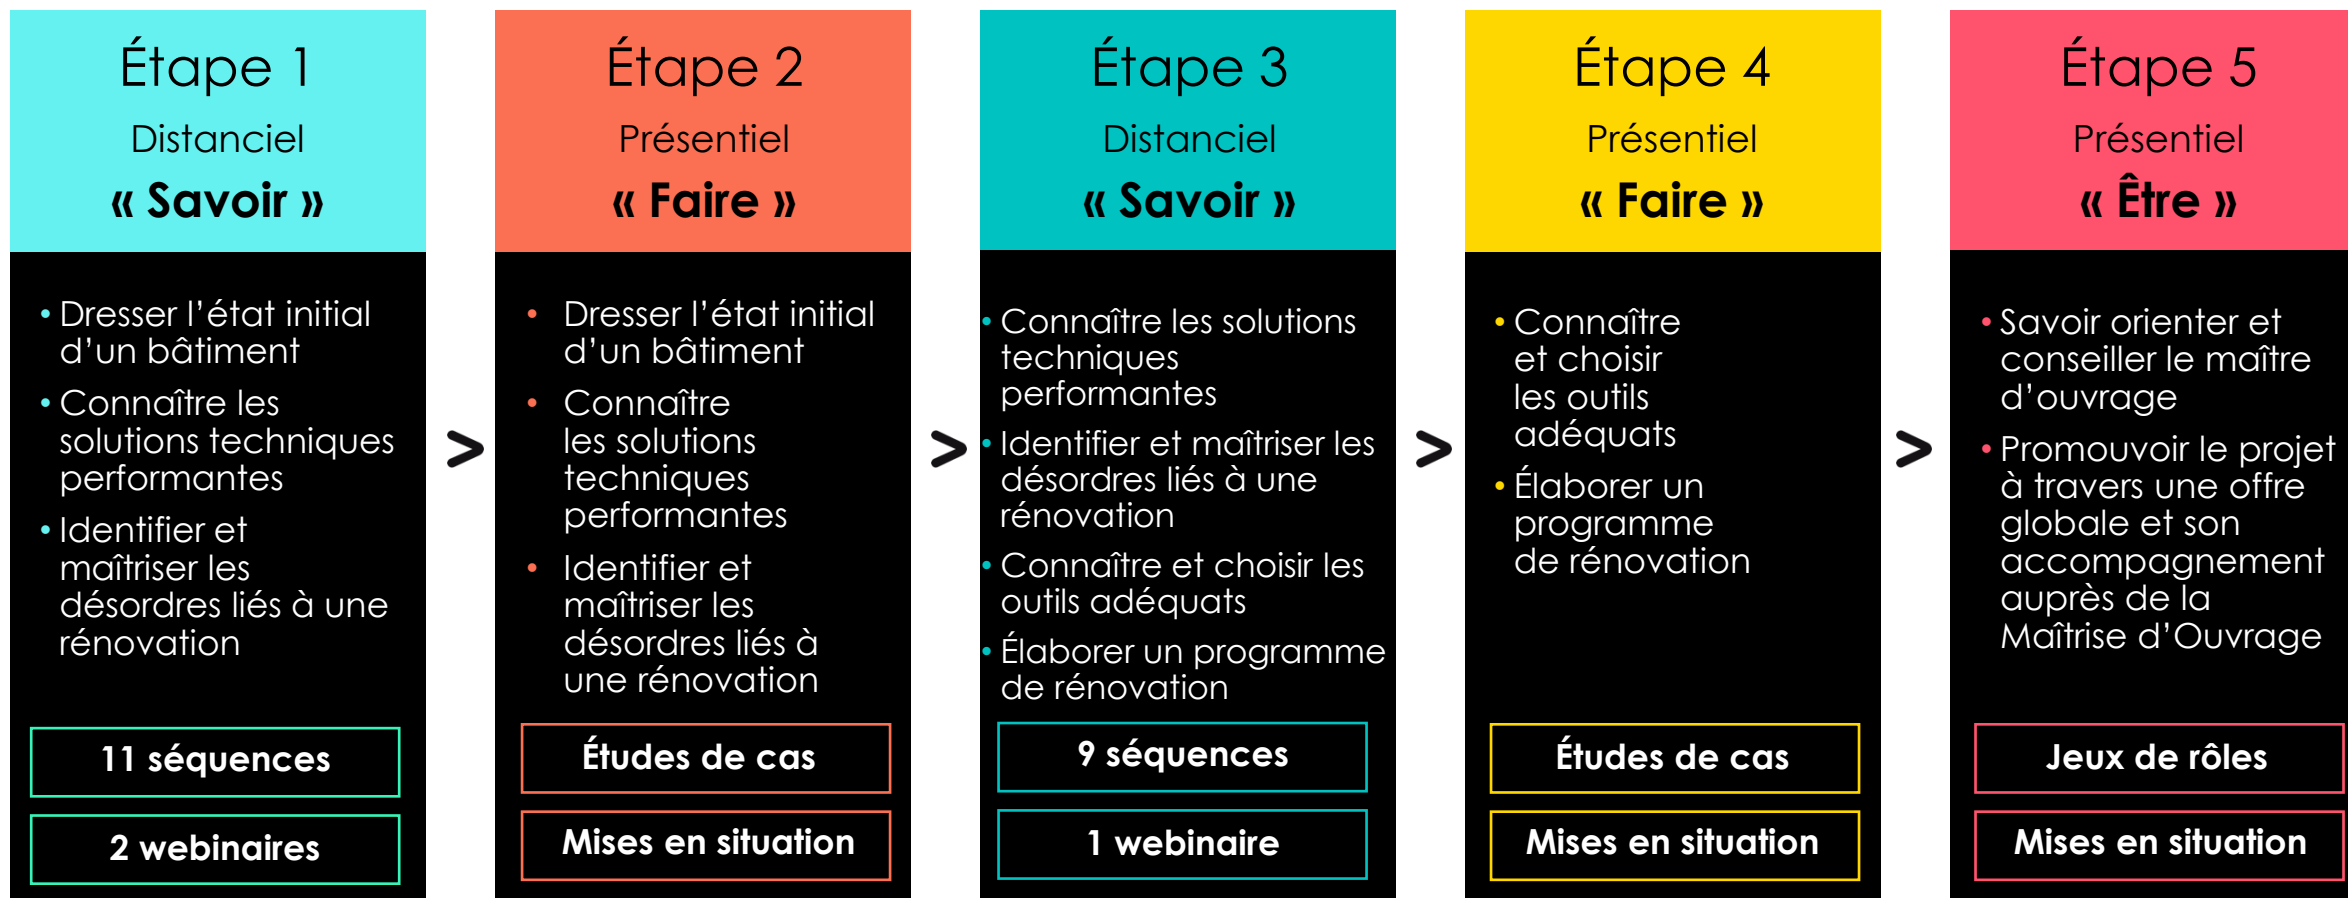 Étape 1
Distanciel
« Savoir »
• Dresser l’état initial
d’un bâtiment
• Connaître les
solutions techniques
performantes
• Identifier et
maîtriser les
désordres liés à une
rénovation
11 séquences
2 webinaires
>
Étape 2
Présentiel
« Faire »
• Dresser l’état initial
d’un bâtiment
• Connaître
les solutions
techniques
performantes
• Identifier et
maîtriser les
désordres liés à
une rénovation
Études de cas
Mises en situation
>
Étape 3
Distanciel
« Savoir »
• Connaître les solutions
techniques
performantes
• Identifier et maîtriser les
désordres liés à une
rénovation
• Connaître et choisir les
outils adéquats
• Élaborer un programme
de rénovation
9 séquences
1 webinaire
>
Étape 4
Présentiel
« Faire »
• Connaître
et choisir
les outils
adéquats
• Élaborer un
programme
de rénovation
Études de cas
Mises en situation
>
Étape 5
Présentiel
« Être »
• Savoir orienter et
conseiller le maître
d’ouvrage
• Promouvoir le projet
à travers une offre
globale et son
accompagnement
auprès de la
Maîtrise d’Ouvrage
Jeux de rôles
Mises en situation